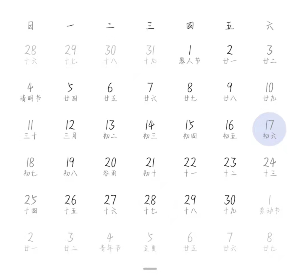 日 一 二 三 四 五 六
28 29 30 31 1 2 3
十六 十七 十八 十九 愚人节 廿一 廿二
4 5 6 7 8 9 10
清明节 廿四 廿五 廿六 廿七 廿八 廿九
11 12 13 14 15 16 17
三十 三月 初二 初三 初四 初五 初六
18 19 20 21 22 23 24
初七 初八 谷雨 初十 十一 十二 十三
25 26 27 28 29 30 1
十四 十五 十六 十七 十八 十九 劳动节
2 3 4 5 6 7 8
廿一 廿二 青年节 立夏 廿五 廿六 廿七